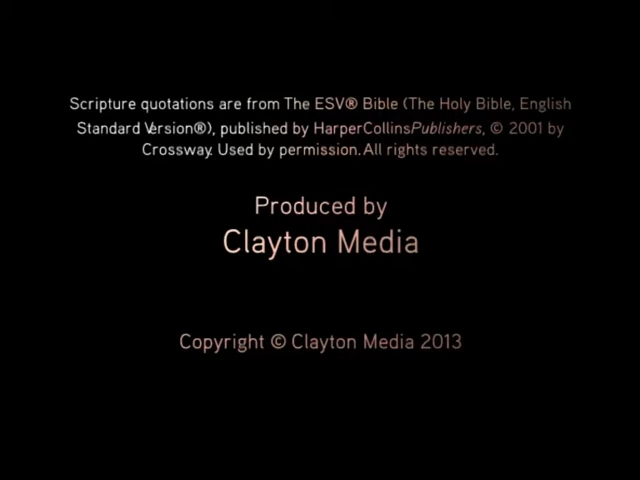 Scripture quotations are from The ESV® Bible (The Holy Bible, English
Standard Version®), published by HarperCollinsPublishers, © 2001 by
Crossway. Used by permission. All rights reserved.
Produced by
Clayton Media
Copyright © Clayton Media 2013